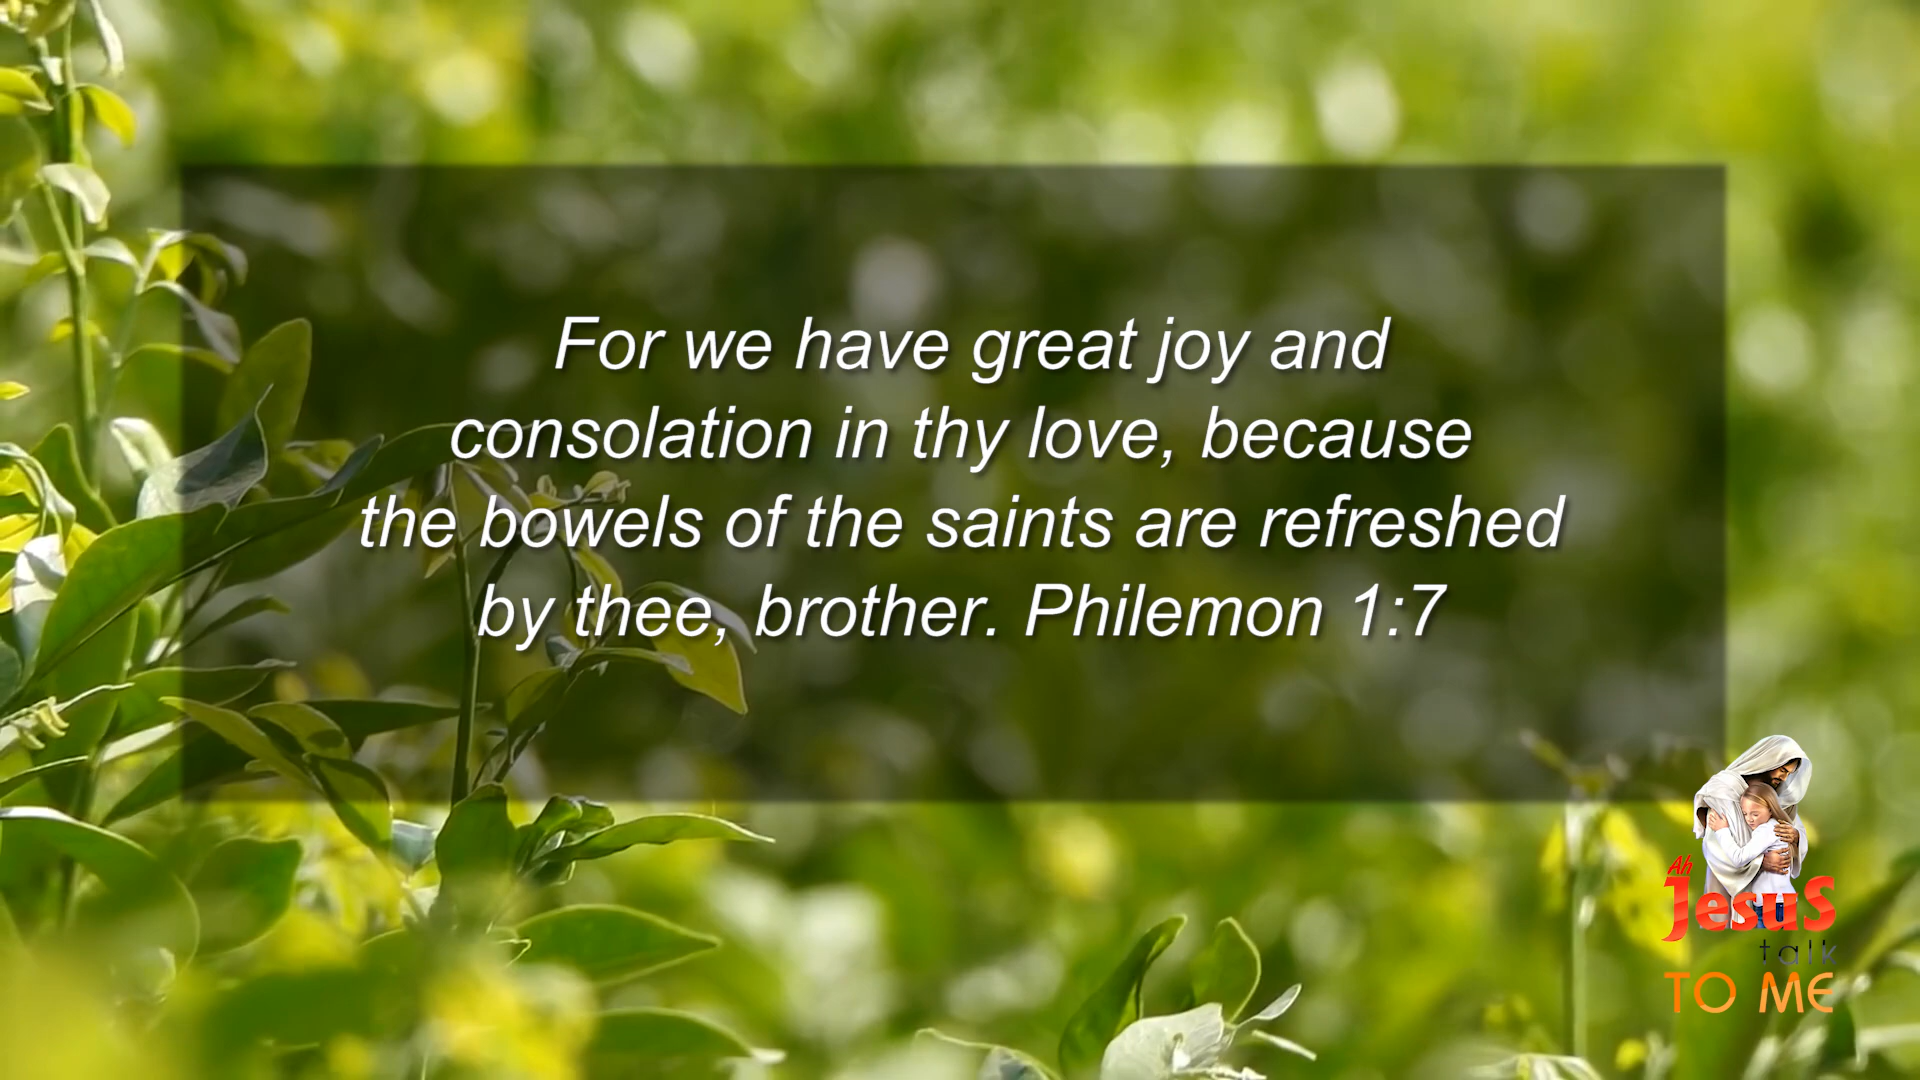 For we have great joy and
consolation in thy love, because
the bowels of the saints are refreshed
by thee, brother. Philemon 1:7
Ah
Jesus
talk
TO ME